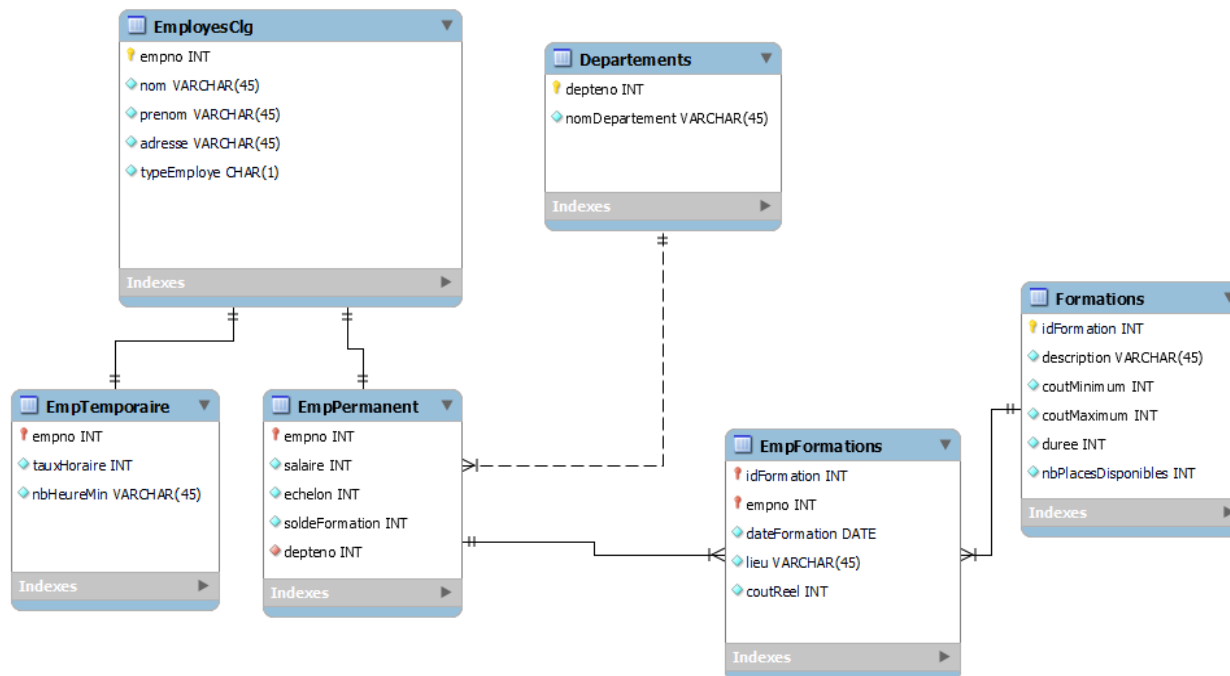 EmployesClg
empno INT
nom VARCHAR(45)
prenom VARCHAR(45)
adresse VARCHAR(45)
typeEmploye CHAR(1)
Indexes
Departements
depteno INT
nomDepartement VARCHAR(45)
Indexes
EmpTemporaire
empno INT
tauxHoraire INT
nbHeureMin VARCHAR(45)
Indexes
EmpPermanent
empno INT
salaire INT
echelon INT
soldeFormation INT
depteno INT
Indexes
EmpFormations
idFormation INT
empno INT
dateFormation DATE
lieu VARCHAR(45)
coutReel INT
Indexes
Formations
idFormation INT
description VARCHAR(45)
coutMinimum INT
coutMaximum INT
duree INT
nbPlacesDisponibles INT
Indexes